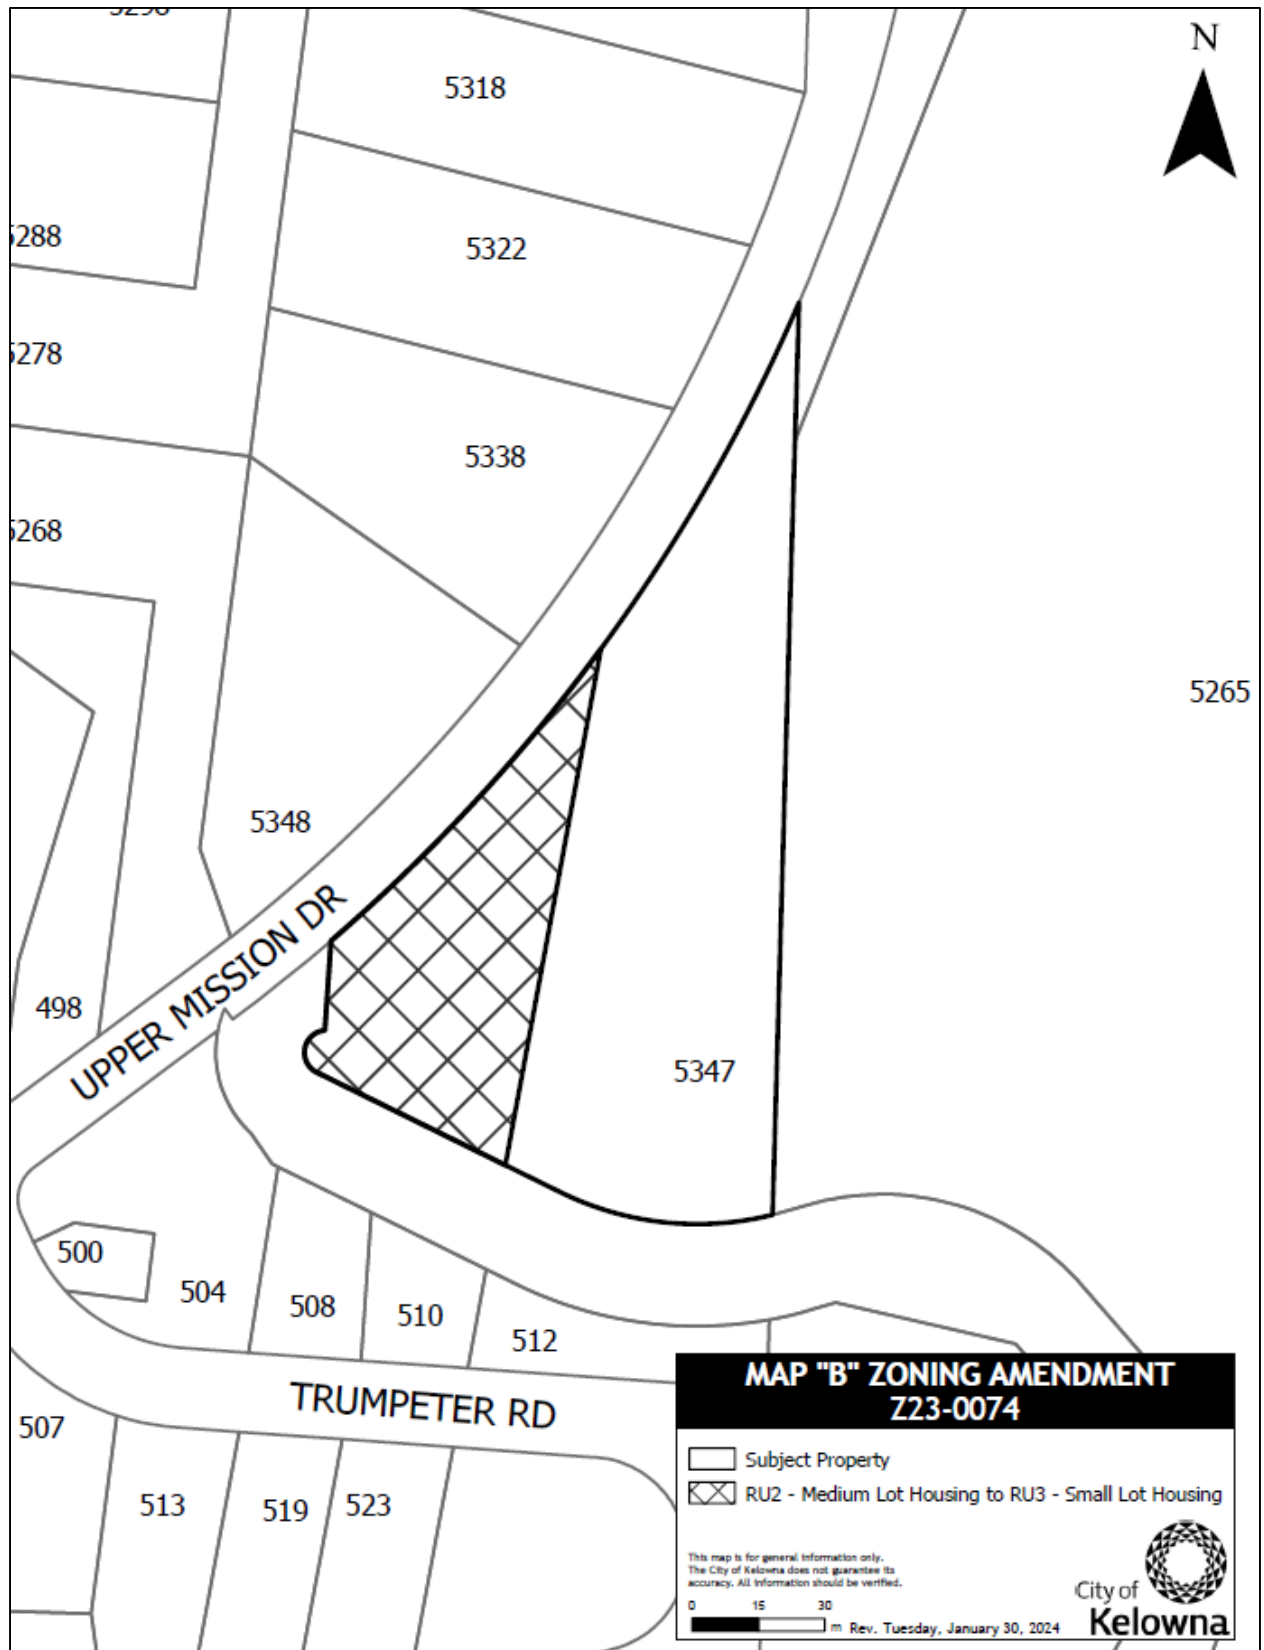 N
5318
5288
5322
5278
5338
5268
5265
5348
UPPER MISSION DR
498
5347
500
504
508
510
512
TRUMPETER RD
507
513
519
523
MAP "B" ZONING AMENDMENT
Z23-0074
Subject Property
RU2 - Medium Lot Housing to RU3 - Small Lot Housing
This map is for general information only.
The City of Kelowna does not guarantee its
accuracy. All information should be verified.
0 15 30
m Rev. Tuesday, January 30, 2024
City of
Kelowna